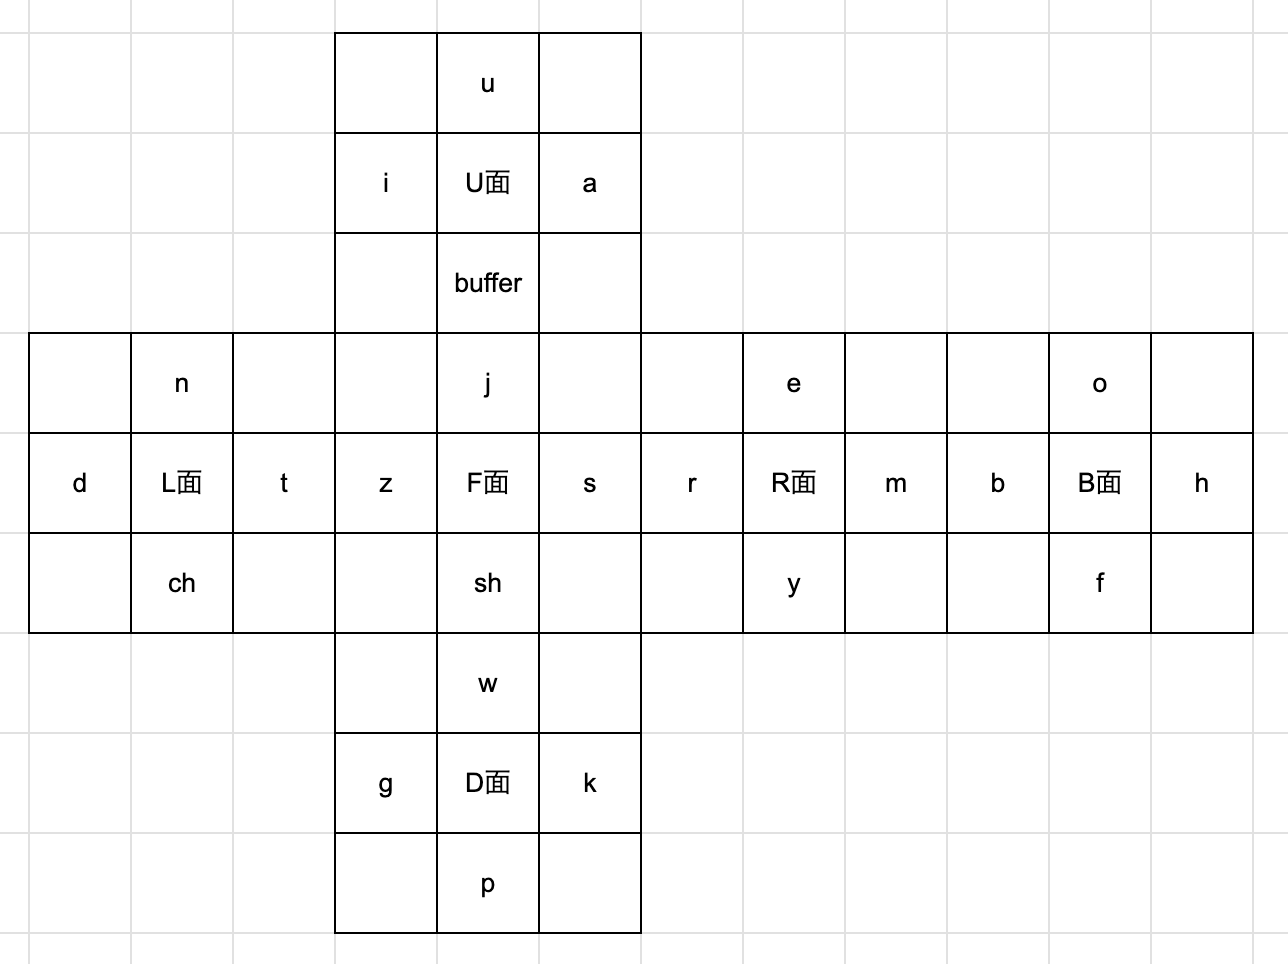 u
i U面 a
buffer
n j e o
d L面 t z F面 s r R面 m b B面 h
ch sh y f
w
g D面 k
p